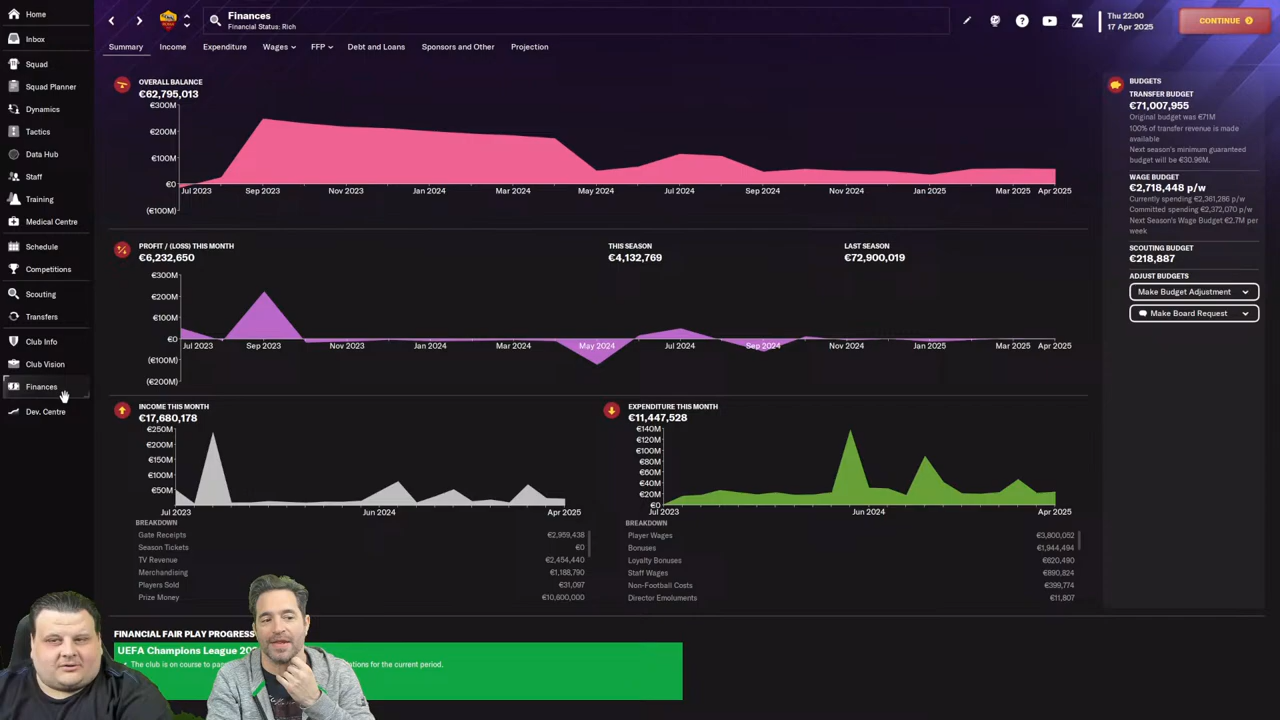 Home
Inbox
Squad
Squad Planner
Dynamics
Tactics
Data Hub
Staff
Training
Medical Centre
Schedule
Competitions
Scouting
Transfers
Club Info
Club Vision
Finances
Dev. Centre
Finances
Financial Status: Rich
Thu 22:00
17 Apr 2025
CONTINUE
Summary Income Expenditure Wages FFP Debt and Loans Sponsors and Other Projection
OVERALL BALANCE
€62,795,013
€300M
€200M
€100M
€0
(€100M)
Jul 2023 Sep 2023 Nov 2023 Jan 2024 Mar 2024 May 2024 Jul 2024 Sep 2024 Nov 2024 Jan 2025 Mar 2025 Apr 2025
PROFIT / (LOSS) THIS MONTH
€6,232,650
THIS SEASON
€4,132,769
LAST SEASON
€72,900,019
€300M
€200M
€100M
€0
(€200M)
Jul 2023 Sep 2023 Nov 2023 Jan 2024 Mar 2024 May 2024 Jul 2024 Sep 2024 Nov 2024 Jan 2025 Apr 2025
INCOME THIS MONTH
€17,680,178
€250M
€200M
€150M
€100M
€50M
Jul 2023 Jun 2024 Apr 2025
BREAKDOWN
Gate Receipts €2,959,438
Season Tickets €0
TV Revenue €2,454,440
Merchandising €1,188,790
Players Sold €31,097
Prize Money €10,600,000
EXPENDITURE THIS MONTH
€11,447,528
€140M
€120M
€100M
€80M
€60M
€40M
€20M
€0
Jul 2023 Jun 2024 Apr 2025
BREAKDOWN
Player Wages €3,800,052
Bonuses €1,944,494
Loyalty Bonuses €620,490
Staff Wages €890,824
Non-Football Costs €399,774
Director Emoluments €11,807
BUDGETS
TRANSFER BUDGET
€71,007,955
Original budget was €71M
100% of transfer revenue is made
available
Next season's minimum guaranteed
budget will be €30.96M.
WAGE BUDGET
€2,718,448 p/w
Currently spending €2,361,286 p/w
Committed spending €2,372,070 p/w
Next Season's Wage Budget €2.7M per
week
SCOUTING BUDGET
€218,887
ADJUST BUDGETS
Make Budget Adjustment
Make Board Request
FINANCIAL FAIR PLAY PROGRESS
UEFA Champions League
The club is on course to for the current period.